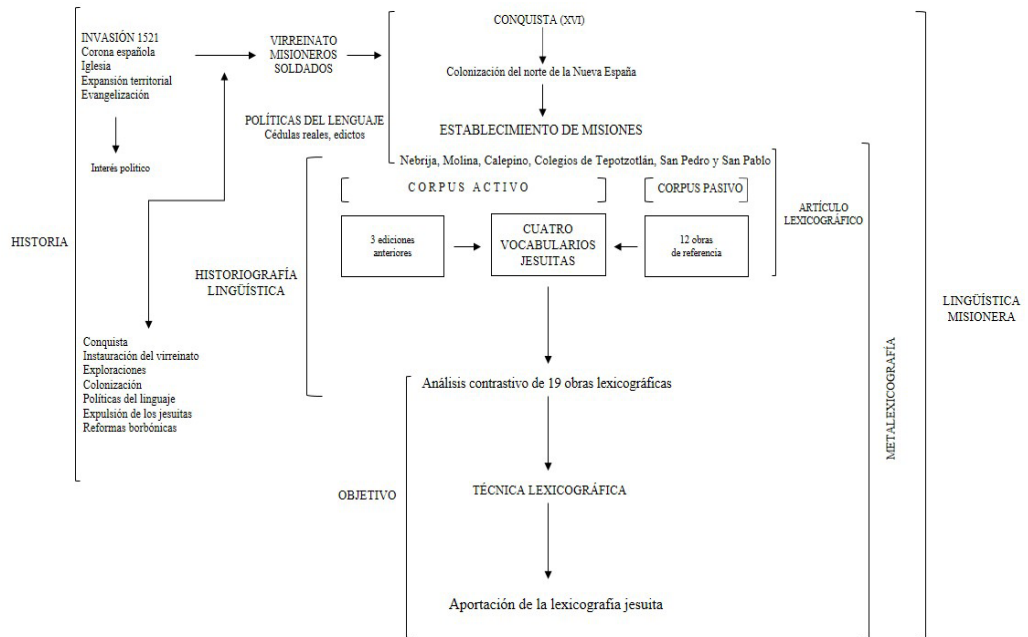 INVASIÓN 1521
Corona española
Iglesia
Expansión territorial
Evangelización
Interés político
VIRREINATO
MISIONEROS
SOLDADOS
CONQUISTA (XVI)
Colonización del norte de la Nueva España
ESTABLECIMIENTO DE MISIONES
POLÍTICAS DEL LENGUAJE
Cédulas reales, edictos
Nebrija, Molina, Calepino, Colegios de Tepotzotlán, San Pedro y San Pablo
CORPUS ACTIVO
CORPUS PASIVO
3 ediciones
anteriores
CUATRO
VOCABULARIOS
JESUITAS
12 obras
de referencia
ARTÍCULO
LEXICOGRÁFICO
HISTORIA
HISTORIOGRAFÍA
LINGÜÍSTICA
LINGÜÍSTICA
MISIONERA
METALEXICOGRAFÍA
Conquista
Instauración del virreinato
Exploraciones
Colonización
Políticas del linguaje
Expulsión de los jesuitas
Reformas borbónicas
Análisis contrastivo de 19 obras lexicográficas
OBJETIVO
TÉCNICA LEXICOGRÁFICA
Aportación de la lexicografía jesuita